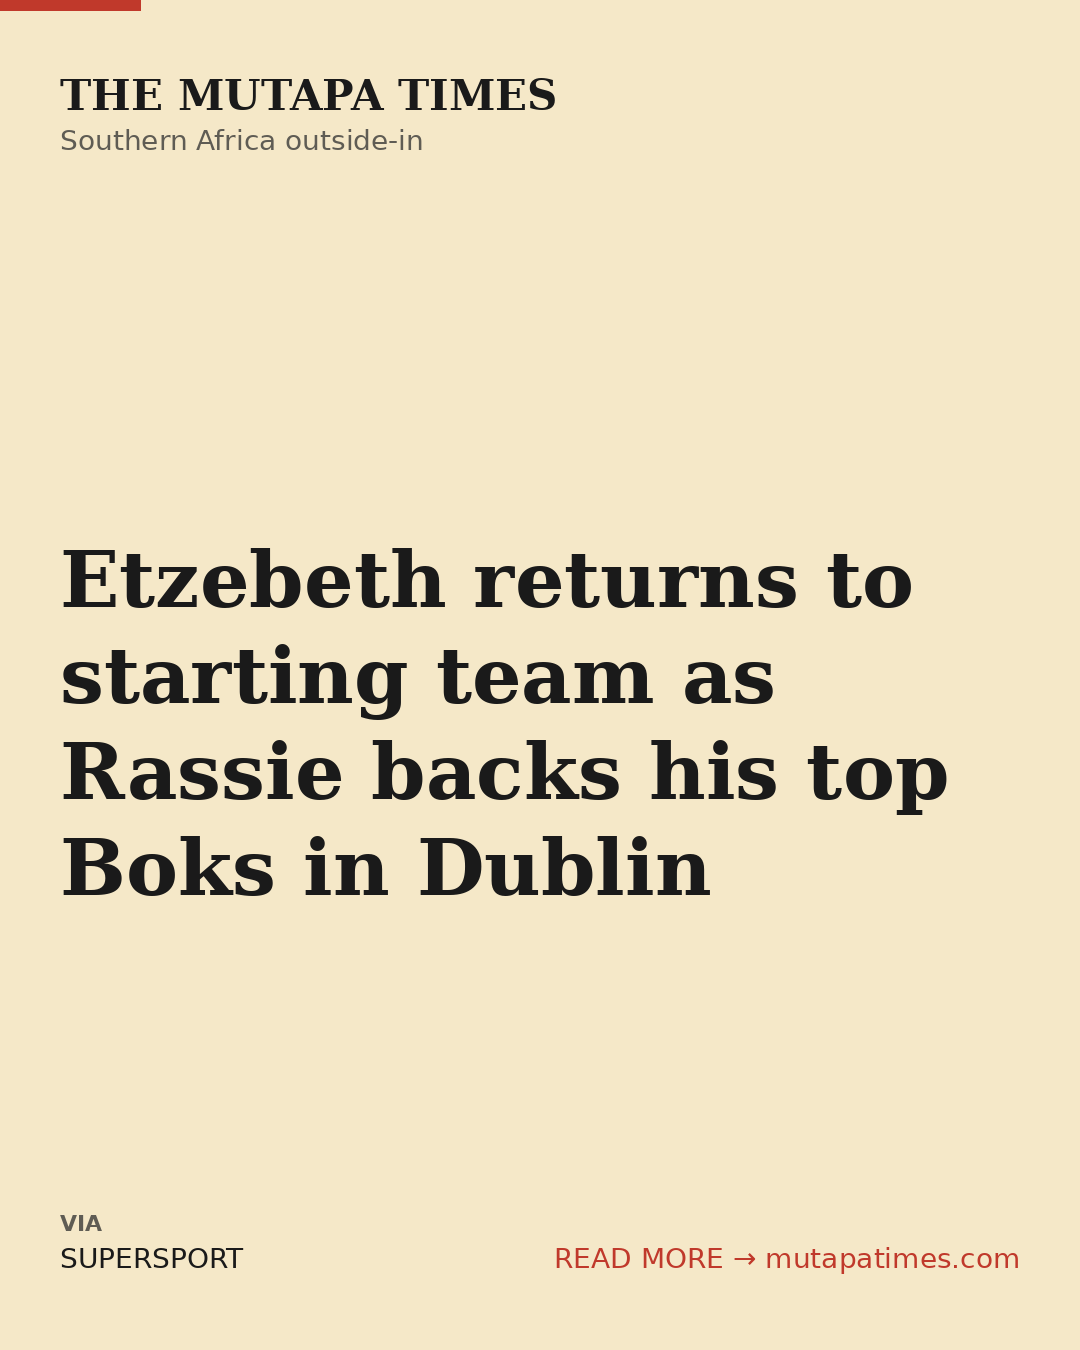 THE MUTAPA TIMES
Southern Africa outside-in
Etzebeth returns to
starting team as
Rassie backs his top
Boks in Dublin
VIA
SUPERSPORT
READ MORE → mutapatimes.com